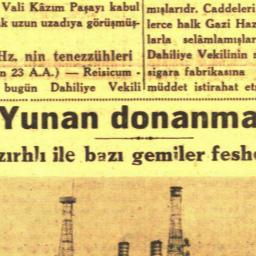 Vali Kâzım Paşayı kabul
k uzun uzadıya görüşmüş-
Hz. nin tenezzühleri
n 23 A.A.) — Reisicum -
bugün Dahiliye Vekili
mışlardır. Caddeleri
lerce halk Gazi Haz
larla selâmlamışlar
Dahiliye Vekilinin s
sigara fabrikasına
müddet istirahat et
Yunan donanma
zırhlı ile bazı gemiler feshe